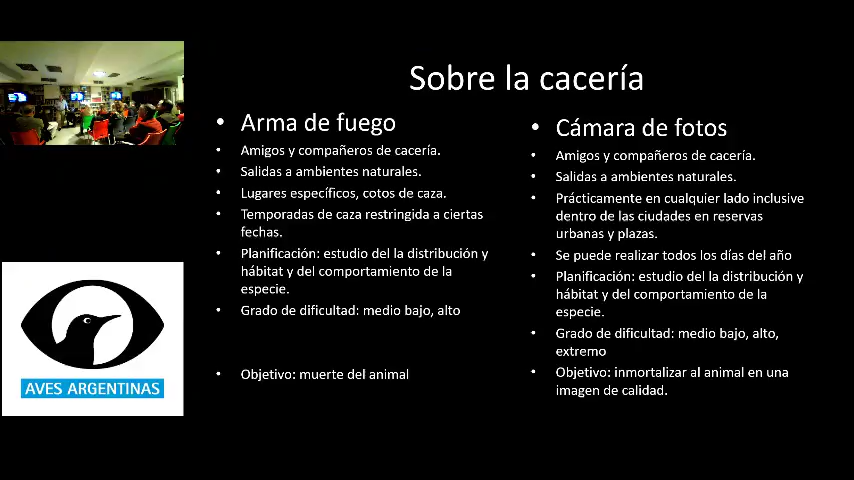 Sobre la cacería
• Arma de fuego
• Amigos y compañeros de cacería.
• Salidas a ambientes naturales.
• Lugares específicos, cotos de caza.
• Temporadas de caza restringida a ciertas
fechas.
• Planificación: estudio del la distribución y
hábitat y del comportamiento de la
especie.
• Grado de dificultad: medio bajo, alto
• Objetivo: muerte del animal
• Cámara de fotos
• Amigos y compañeros de cacería.
• Salidas a ambientes naturales.
• Prácticamente en cualquier lado inclusive
dentro de las ciudades en reservas
urbanas y plazas.
• Se puede realizar todos los días del año
• Planificación: estudio del la distribución y
hábitat y del comportamiento de la
especie.
• Grado de dificultad: medio bajo, alto,
extremo
• Objetivo: inmortalizar al animal en una
imagen de calidad.
AVES ARGENTINAS